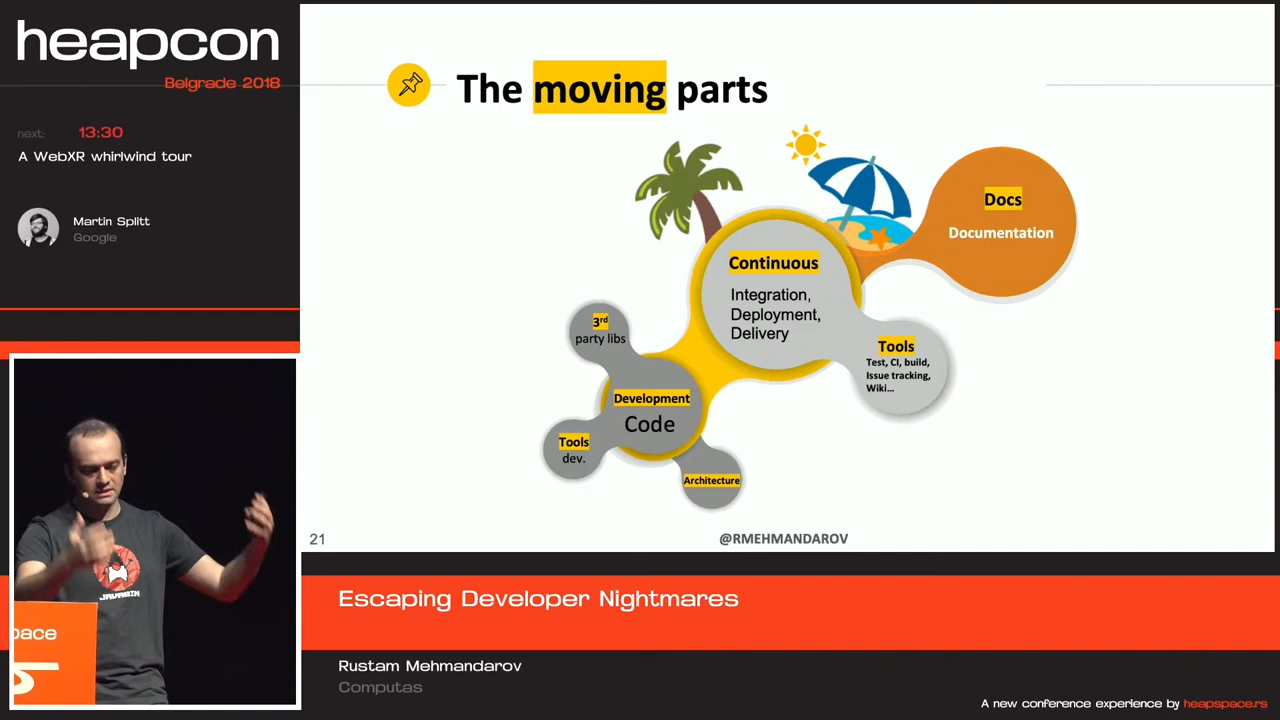 heapcon
Belgrade 2018
next: 13:30
A WebXR whirlwind tour
Martin Splitt
Google
The moving parts
Docs
Documentation
Continuous
Integration,
Deployment,
Delivery
3rd
party libs
Tools
Test, CI, build,
Issue tracking,
Wiki...
Development
Code
Tools
dev.
Architecture
21
@RMEHMANDAROV
JAVABIN
pace
Escaping Developer Nightmares
Rustam Mehmandarov
Computas
A new conference experience by heapspace.rs